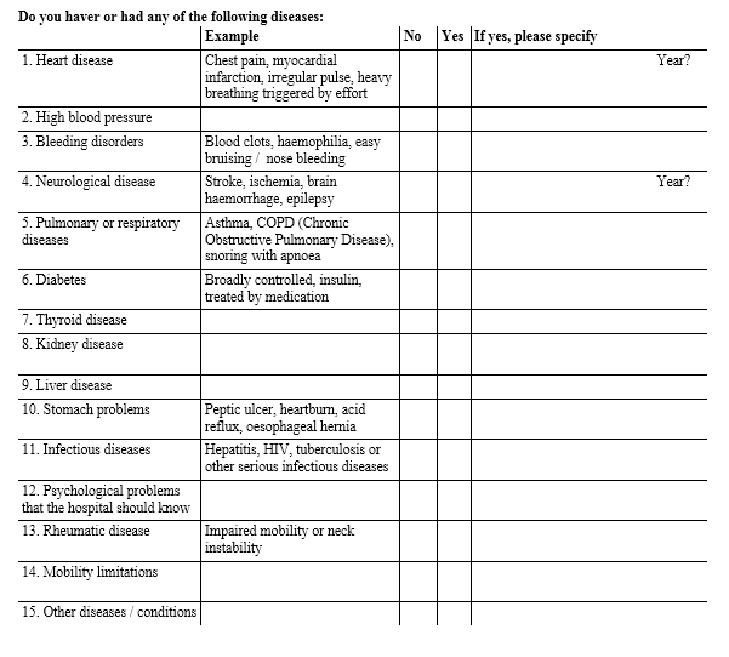 Do you haver or had any of the following diseases:
Example No Yes If yes, please specify
1. Heart disease Chest pain, myocardial Year?
infarction, irregular pulse, heavy
breathing triggered by effort
2. High blood pressure
3. Bleeding disorders Blood clots, haemophilia, easy
bruising / nose bleeding
4. Neurological disease Stroke, ischemia, brain Year?
haemorrhage, epilepsy
5. Pulmonary or respiratory Asthma, COPD (Chronic
diseases Obstructive Pulmonary Disease),
snoring with apnoea
6. Diabetes Broadly controlled, insulin,
treated by medication
7. Thyroid disease
8. Kidney disease
9. Liver disease
10. Stomach problems Peptic ulcer, heartburn, acid
reflux, oesophageal hernia
11. Infectious diseases Hepatitis, HIV, tuberculosis or
other serious infectious diseases
12. Psychological problems
that the hospital should know
13. Rheumatic disease Impaired mobility or neck
instability
14. Mobility limitations
15. Other diseases / conditions